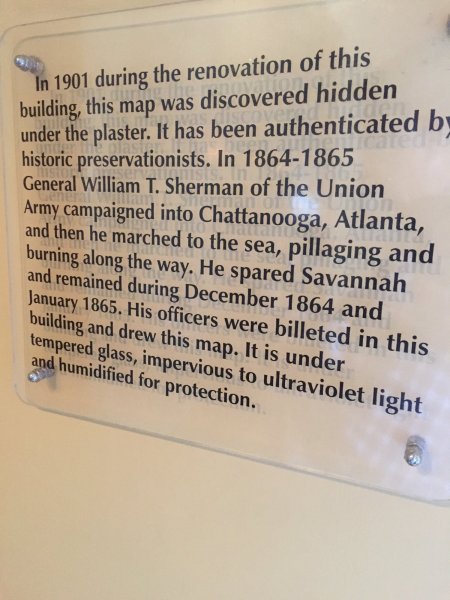 In 1901 during the renovation of this
building, this map was discovered hidden
under the plaster. It has been authenticated by
historic preservationists. In 1864-1865
General William T. Sherman of the Union
Army campaigned into Chattanooga, Atlanta,
and then he marched to the sea, pillaging and
burning along the way. He spared Savannah
and remained during December 1864 and
January 1865. His officers were billeted in this
building and drew this map. It is under
tempered glass, impervious to ultraviolet light
and humidified for protection.